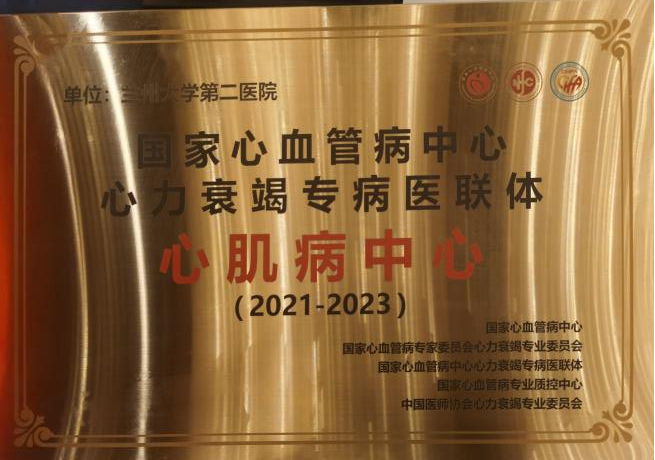 单位：兰州大学第二医院
国家心血管病中心
心力衰竭专病医联体
心肌病中心
(2021-2023)
国家心血管病中心
国家心血管病专家委员会心力衰竭专业委员会
国家心血管病中心心力衰竭专病医联体
国家心血管病专业质控中心
中国医师协会心力衰竭专业委员会